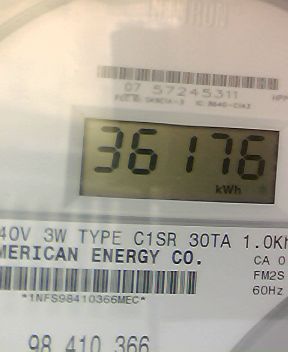 07 57245311
36176
kWh
40V 3W TYPE C1SR 30TA 1.0Kh
MERICAN ENERGY CO.
CA 0
FM2S
60Hz
*1NFS98410366MEC*
98 410 366